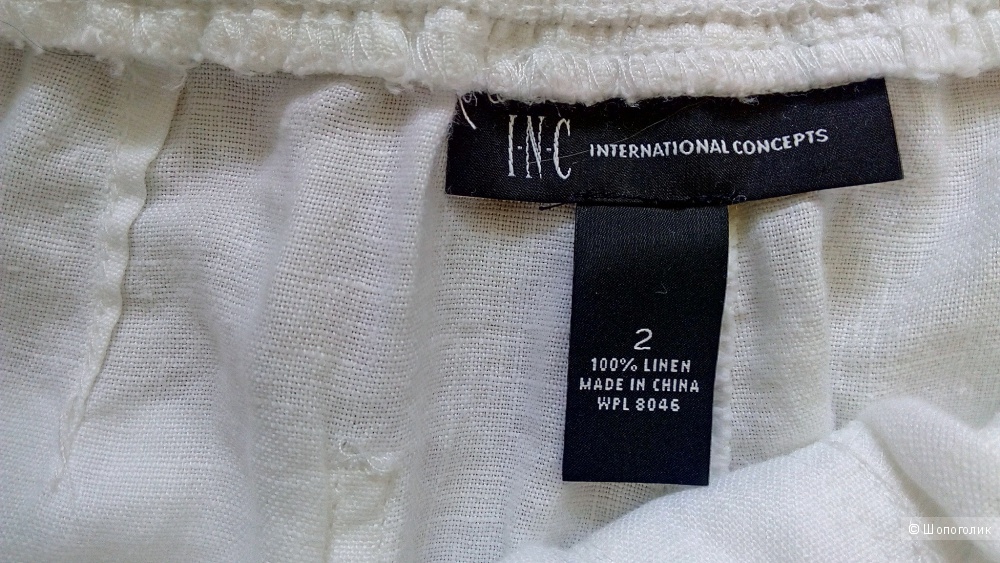 I·N·C INTERNATIONAL CONCEPTS
2
100% LINEN
MADE IN CHINA
WPL 8046
© Шопоголик